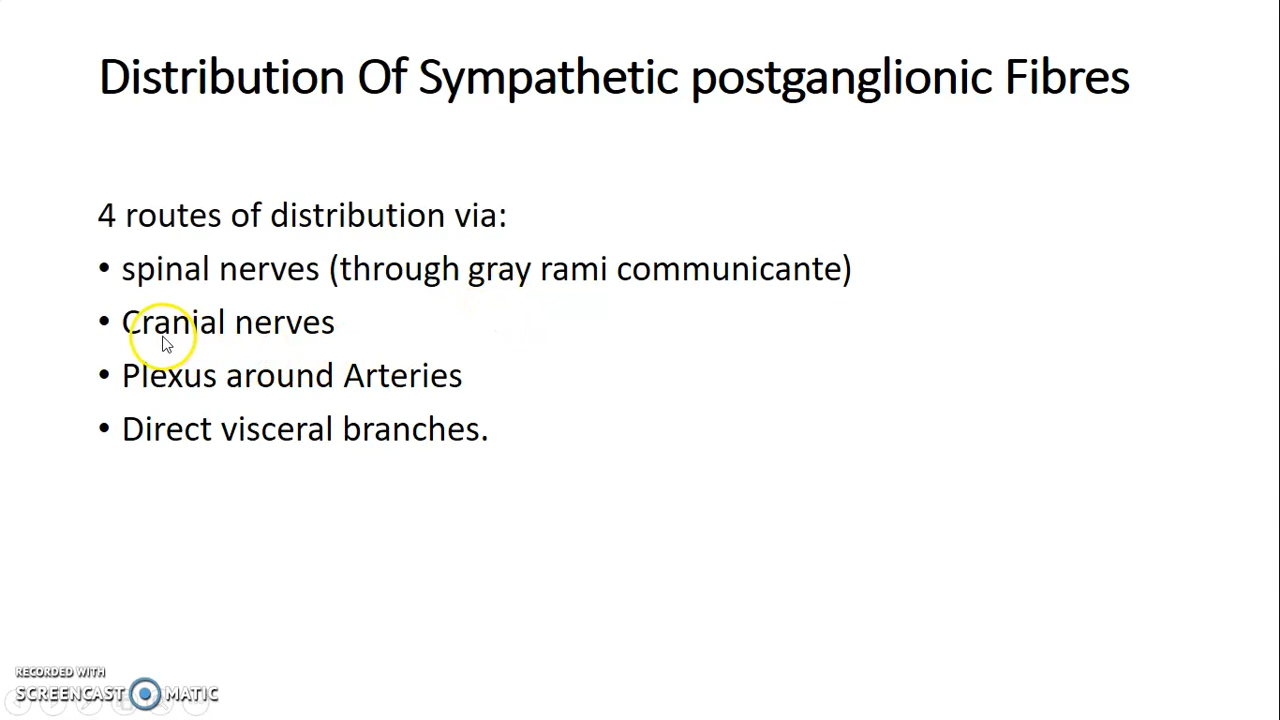 Distribution Of Sympathetic postganglionic Fibres
4 routes of distribution via:
• spinal nerves (through gray rami communicante)
• Cranial nerves
• Plexus around Arteries
• Direct visceral branches.
RECORDED WITH
SCREENCAST MATIC